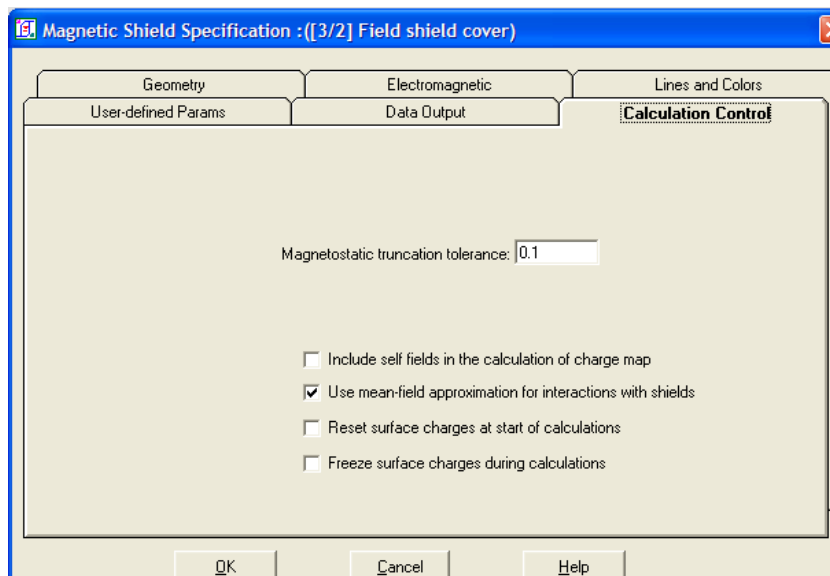 Magnetic Shield Specification :([3/2] Field shield cover)
Geometry
Electromagnetic
Lines and Colors
User-defined Params
Data Output
Calculation Control
Magnetostatic truncation tolerance: 0.1
Include self fields in the calculation of charge map
Use mean-field approximation for interactions with shields
Reset surface charges at start of calculations
Freeze surface charges during calculations
OK
Cancel
Help